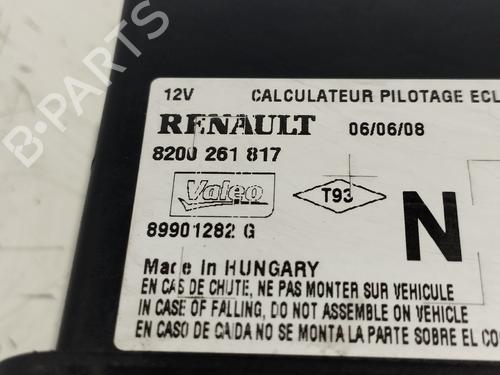 B-PARTS
12V CALCULATEUR PILOTAGE ECL
RENAULT 06/06/08
8200 261 817
Valeo T93 N
89901282 G
Made in HUNGARY
EN CAS DE CHUTE, NE PAS MONTER SUR VEHICULE
IN CASE OF FALLING, DO NOT ASSEMBLE ON VEHICLE
EN CASO DE CAIDA NO SE MONTA LA PARTE SOBRE EL CO